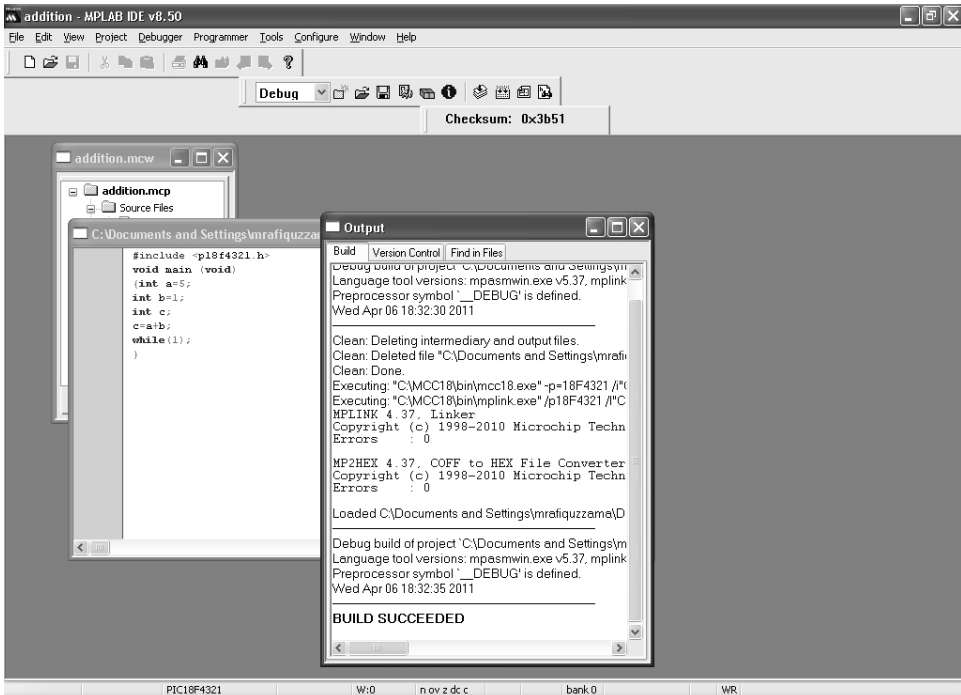 addition - MPLAB IDE v8.50
File Edit View Project Debugger Programmer Tools Configure Window Help
Debug
Checksum: 0x3b51
addition.mcw
addition.mcp
Source Files
C:\Documents and Settings\mrafiquzza
#include <p18f4321.h>
void main (void)
{int a=5;
int b=1;
int c;
c=a+b;
while(1);
}
Output
Build Version Control Find in Files
Debug build of project `C:\Documents and Settings\m
Language tool versions: mpasmwin.exe v5.37, mplink
Preprocessor symbol `__DEBUG' is defined.
Wed Apr 06 18:32:30 2011
Clean: Deleting intermediary and output files.
Clean: Deleted file "C:\Documents and Settings\mrafi
Clean: Done.
Executing: "C:\MCC18\bin\mcc18.exe" -p=18F4321 /i"
Executing: "C:\MCC18\bin\mplink.exe" /p18F4321 /l"C
MPLINK 4.37, Linker
Copyright (c) 1998-2010 Microchip Techn
Errors : 0
MP2HEX 4.37, COFF to HEX File Converter
Copyright (c) 1998-2010 Microchip Techn
Errors : 0
Loaded C:\Documents and Settings\mrafiquzzama\D
Debug build of project `C:\Documents and Settings\m
Language tool versions: mpasmwin.exe v5.37, mplink
Preprocessor symbol `__DEBUG' is defined.
Wed Apr 06 18:32:35 2011
BUILD SUCCEEDED
PIC18F4321 W:0 n ov z dc c bank 0 WR